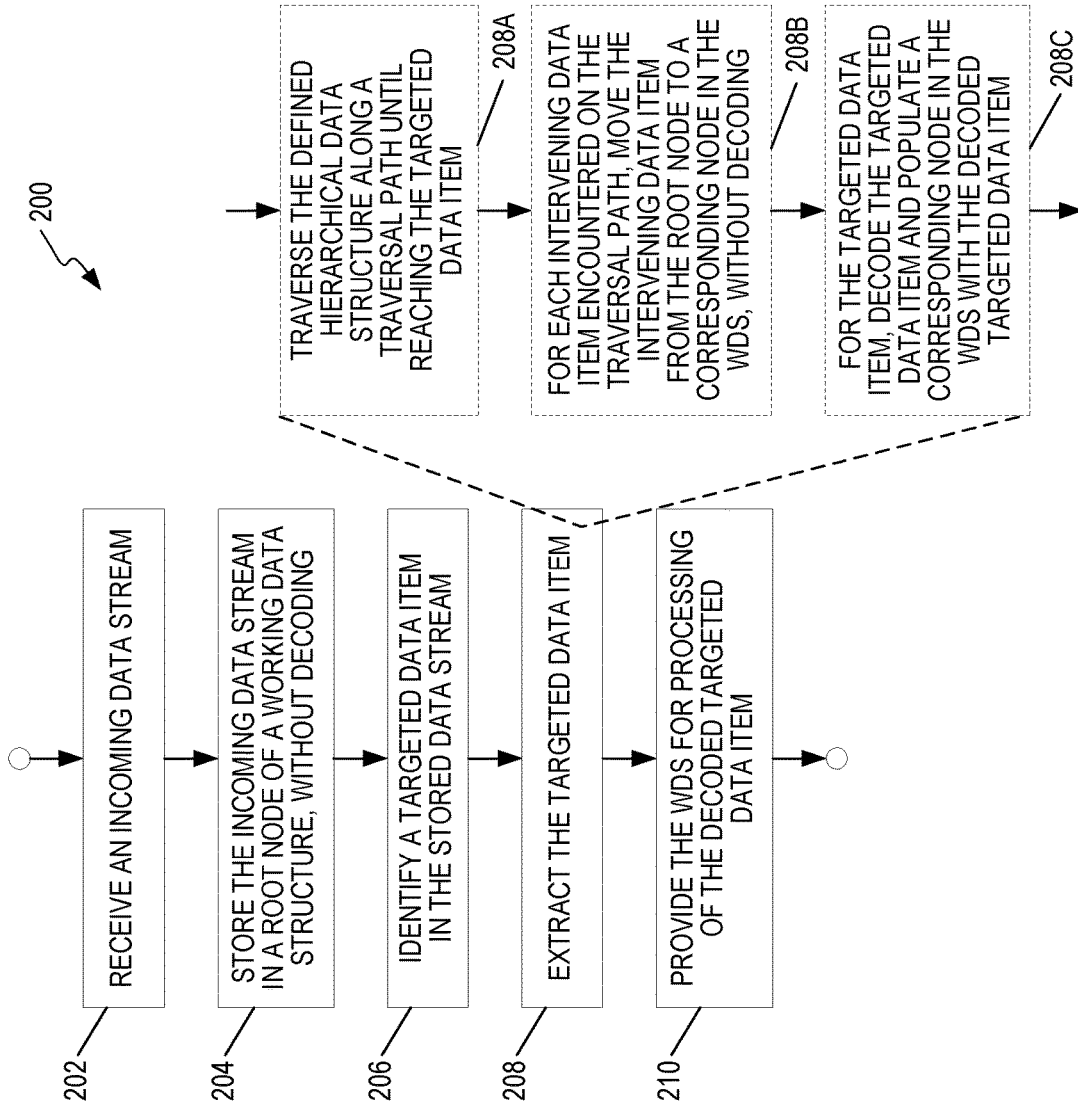 200
202
RECEIVE AN INCOMING DATA STREAM
204
STORE THE INCOMING DATA STREAM
IN A ROOT NODE OF A WORKING DATA
STRUCTURE, WITHOUT DECODING
206
IDENTIFY A TARGETED DATA ITEM
IN THE STORED DATA STREAM
208
EXTRACT THE TARGETED DATA ITEM
210
PROVIDE THE WDS FOR PROCESSING
OF THE DECODED TARGETED
DATA ITEM
TRAVERSE THE DEFINED
HIERARCHICAL DATA
STRUCTURE ALONG A
TRAVERSAL PATH UNTIL
REACHING THE TARGETED
DATA ITEM
208A
FOR EACH INTERVENING DATA
ITEM ENCOUNTERED ON THE
TRAVERSAL PATH, MOVE THE
INTERVENING DATA ITEM
FROM THE ROOT NODE TO A
CORRESPONDING NODE IN THE
WDS, WITHOUT DECODING
208B
FOR THE TARGETED DATA
ITEM, DECODE THE TARGETED
DATA ITEM AND POPULATE A
CORRESPONDING NODE IN THE
WDS WITH THE DECODED
TARGETED DATA ITEM
208C